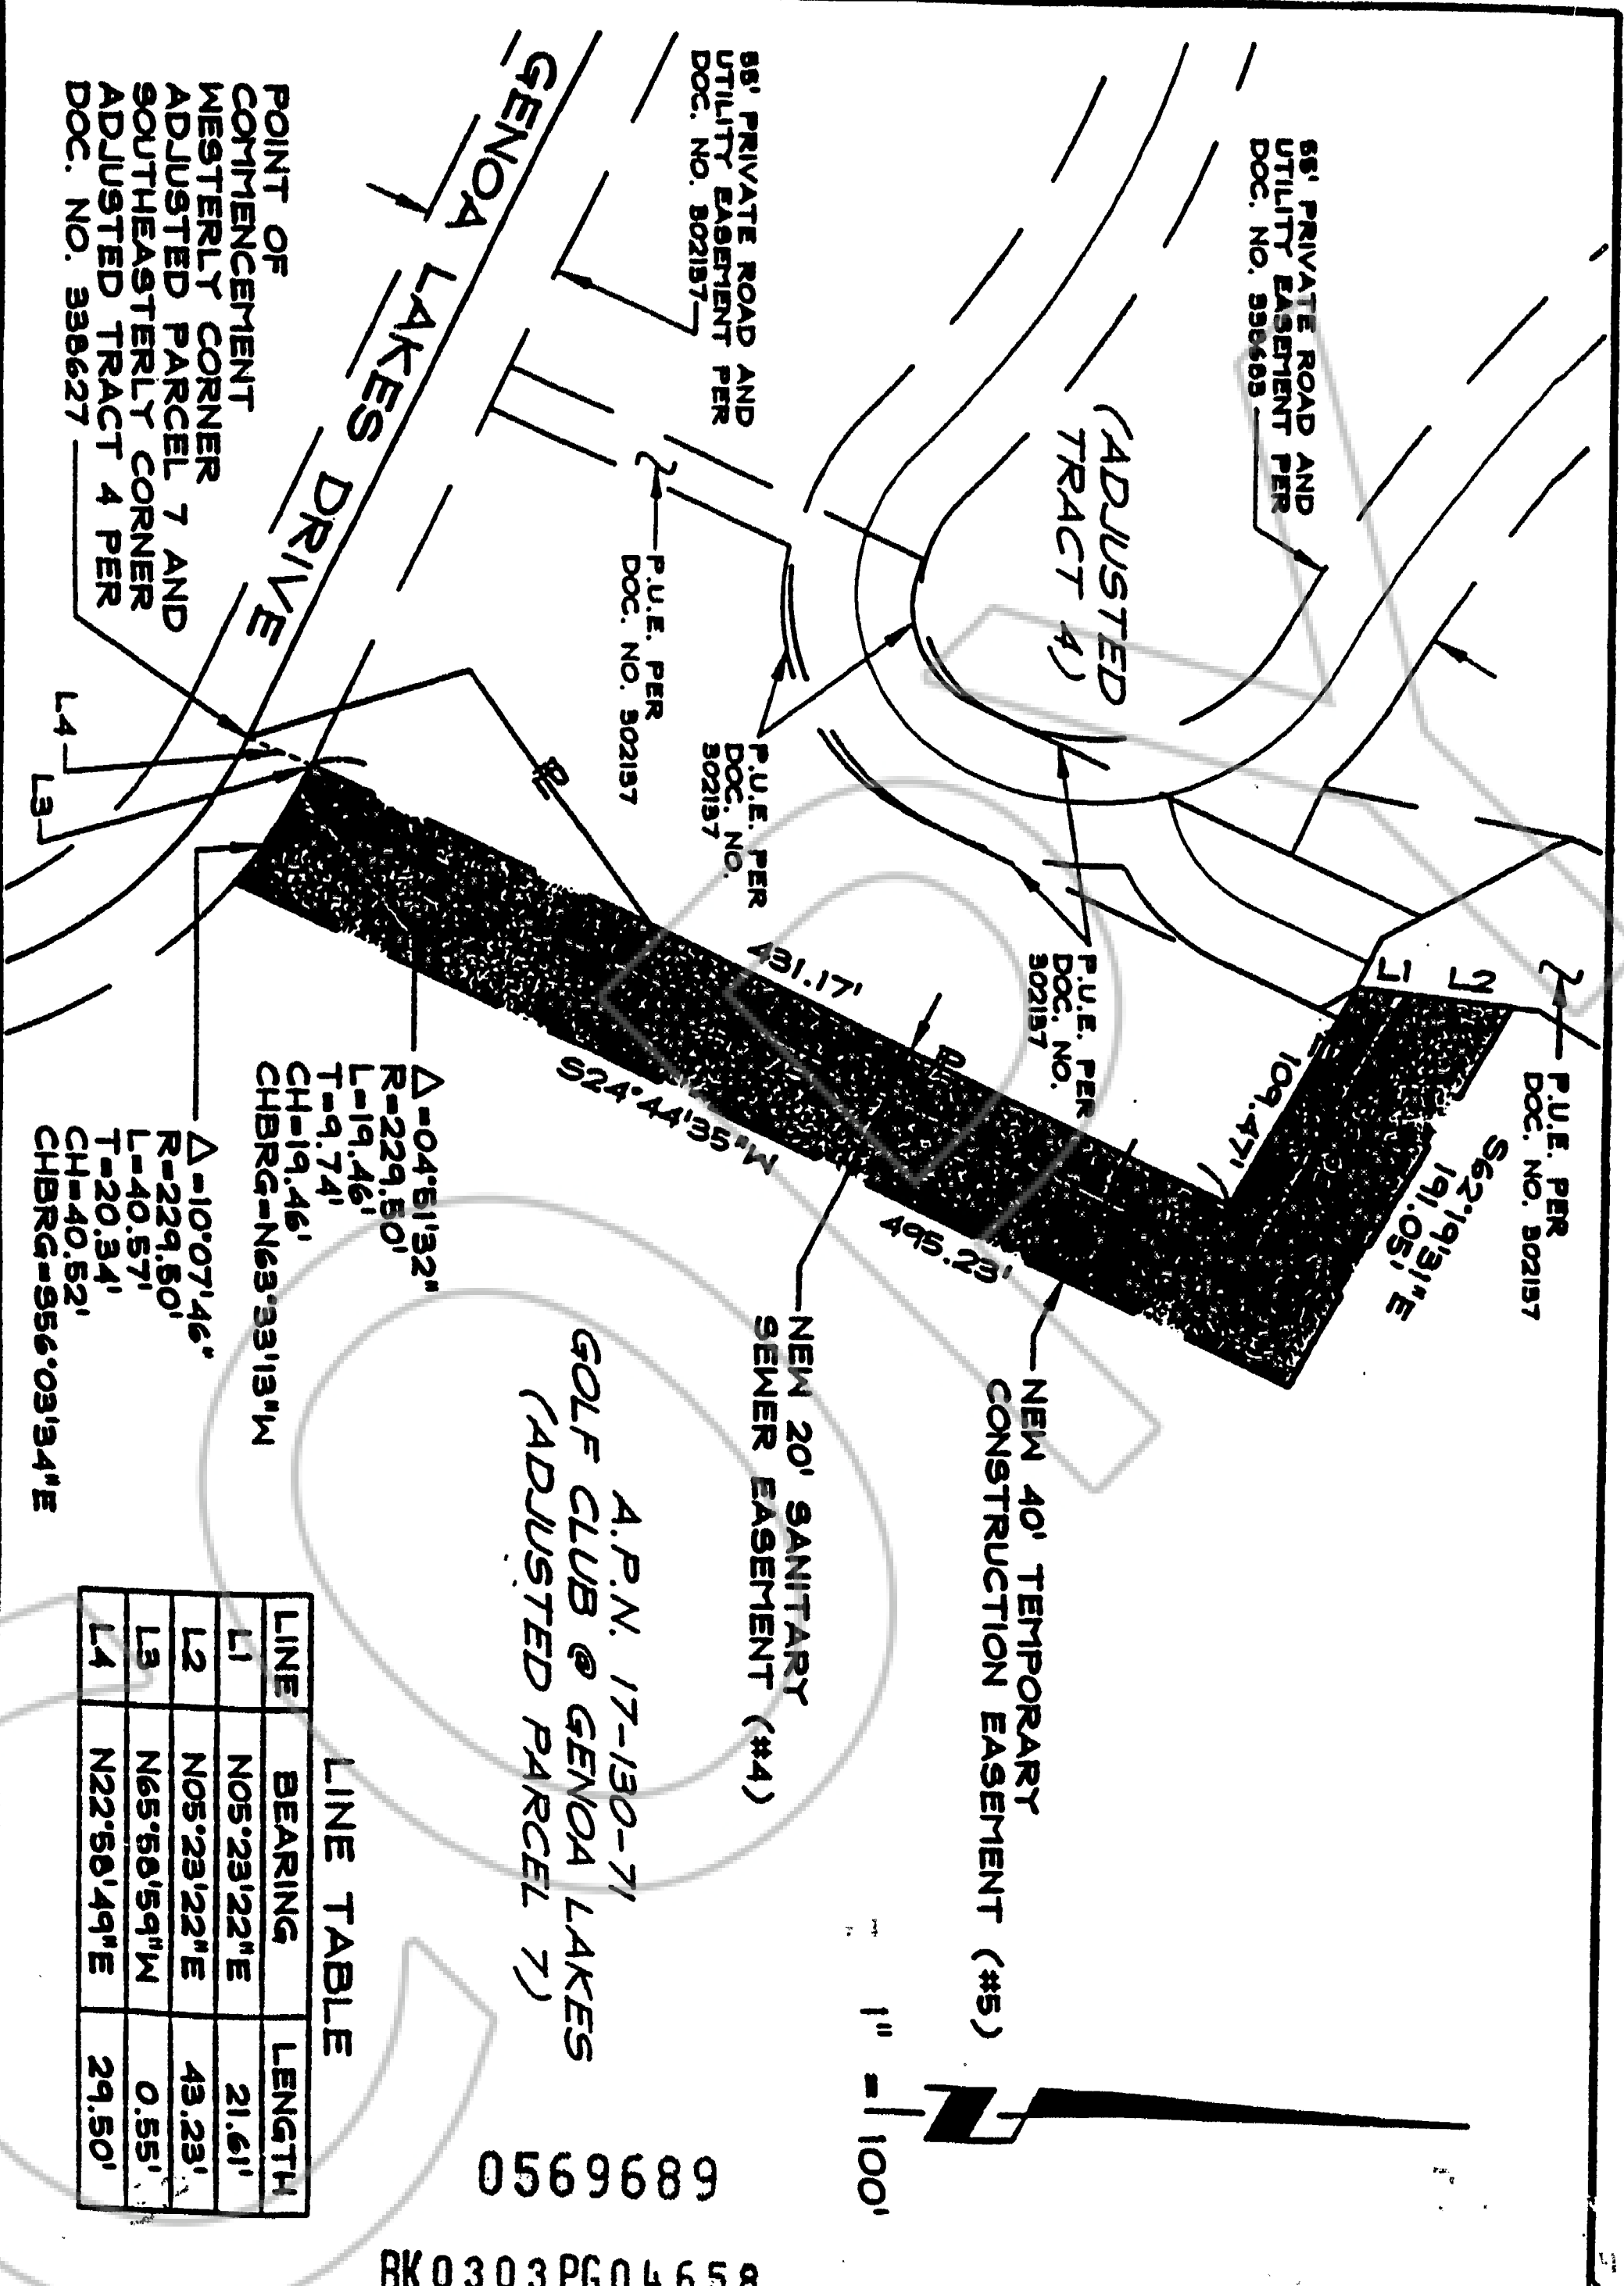 55' PRIVATE ROAD AND
UTILITY EASEMENT PER
DOC. NO. 338683
55' PRIVATE ROAD AND
UTILITY EASEMENT PER
DOC. NO. 302137
GENOA LAKES DRIVE
(ADJUSTED
TRACT 4)
POINT OF
COMMENCEMENT
WESTERLY CORNER
ADJUSTED PARCEL 7 AND
SOUTHEASTERLY CORNER
ADJUSTED TRACT 4 PER
DOC. NO. 338627
P.U.E. PER
DOC. NO. 302137
P.U.E. PER
DOC. NO.
302137
P.U.E. PER
DOC. NO.
302137
P.U.E. PER
DOC. NO. 302137
L1
L2
L3
L4
109.47'
431.17'
S62°19'31"E
191.05'
S24°44'35"W
495.23'
Δ=04°51'32"
R=229.50'
L=19.46'
T=9.74'
CH=19.46'
CHBRG=N63°33'13"W
Δ=10°07'46"
R=229.50'
L=40.57'
T=20.34'
CH=40.52'
CHBRG=S56°03'34"E
NEW 40' TEMPORARY
CONSTRUCTION EASEMENT (#5)
NEW 20' SANITARY
SEWER EASEMENT (#4)
A.P.N. 17-130-71
GOLF CLUB @ GENOA LAKES
(ADJUSTED PARCEL 7)
1" = 100'
LINE TABLE
LINE BEARING LENGTH
L1 N05°23'22"E 21.61'
L2 N05°23'22"E 43.23'
L3 N65°58'59"W 0.55'
L4 N22°58'49"E 29.50'
0569689
BK0303PG04658
COPY